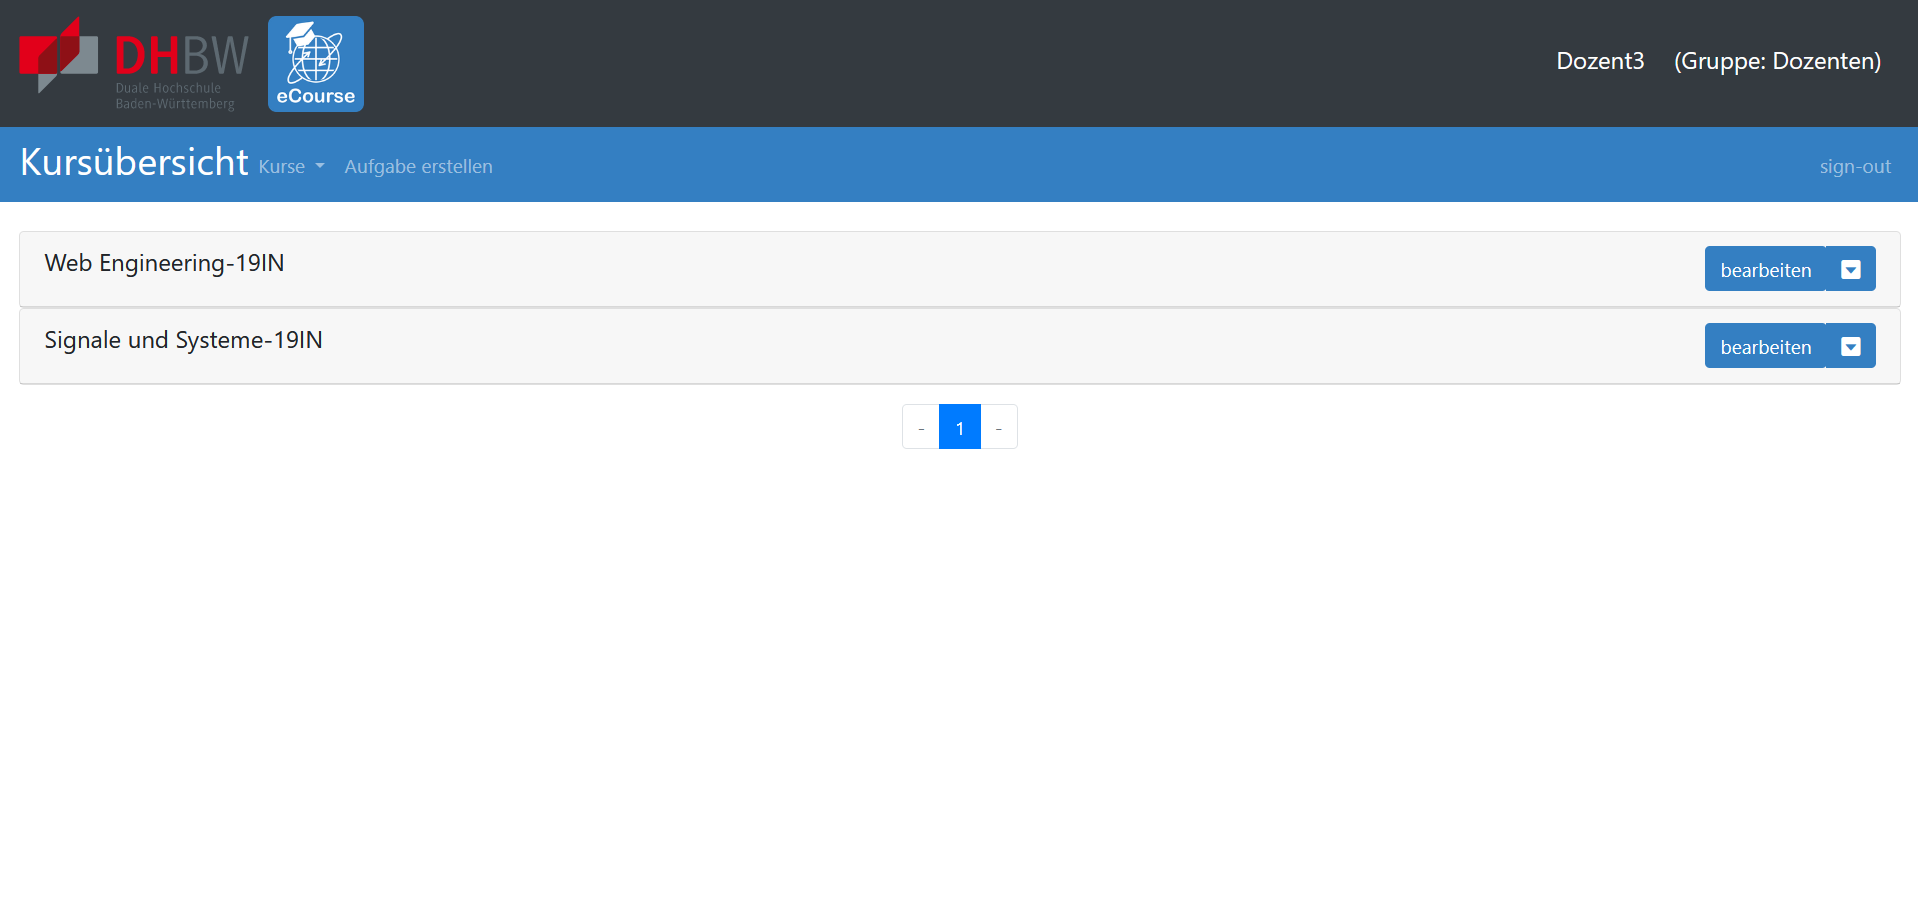 DHBW
Duale Hochschule
Baden-Württemberg
eCourse
Dozent3 (Gruppe: Dozenten)
Kursübersicht Kurse Aufgabe erstellen sign-out
Web Engineering-19IN bearbeiten
Signale und Systeme-19IN bearbeiten
- 1 -